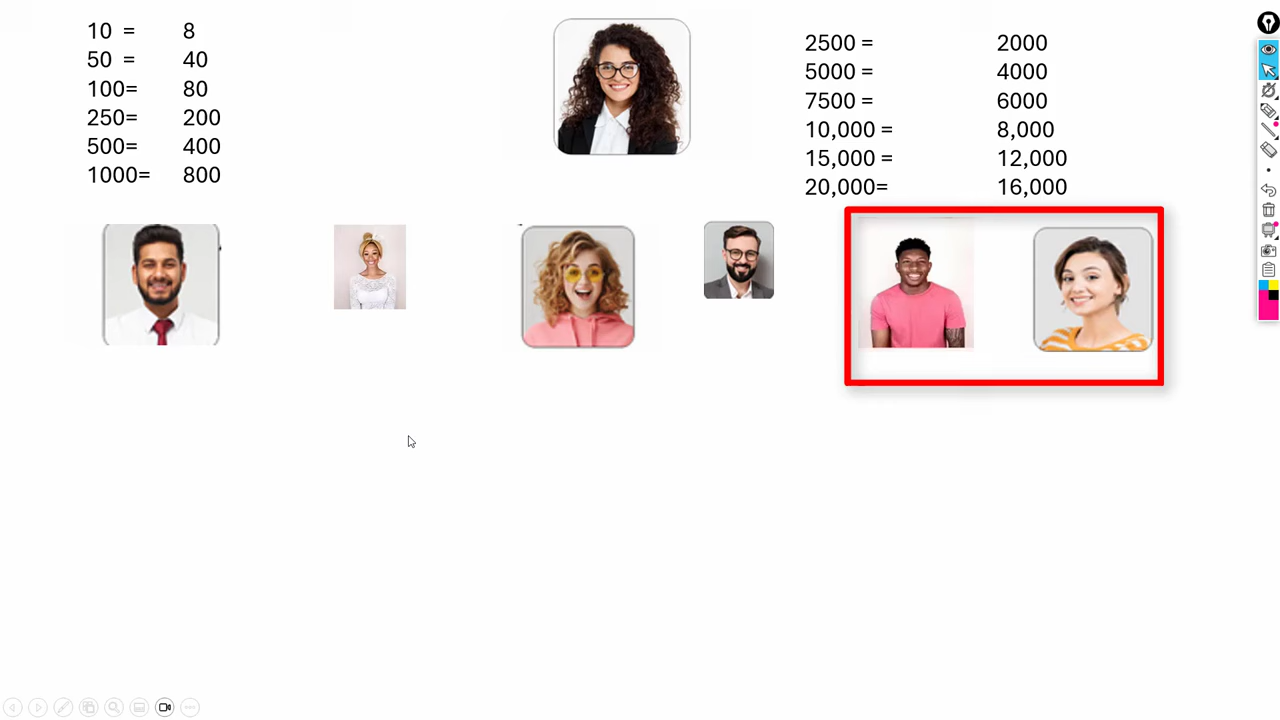 10 = 8
50 = 40
100= 80
250= 200
500= 400
1000= 800
2500 = 2000
5000 = 4000
7500 = 6000
10,000 = 8,000
15,000 = 12,000
20,000= 16,000